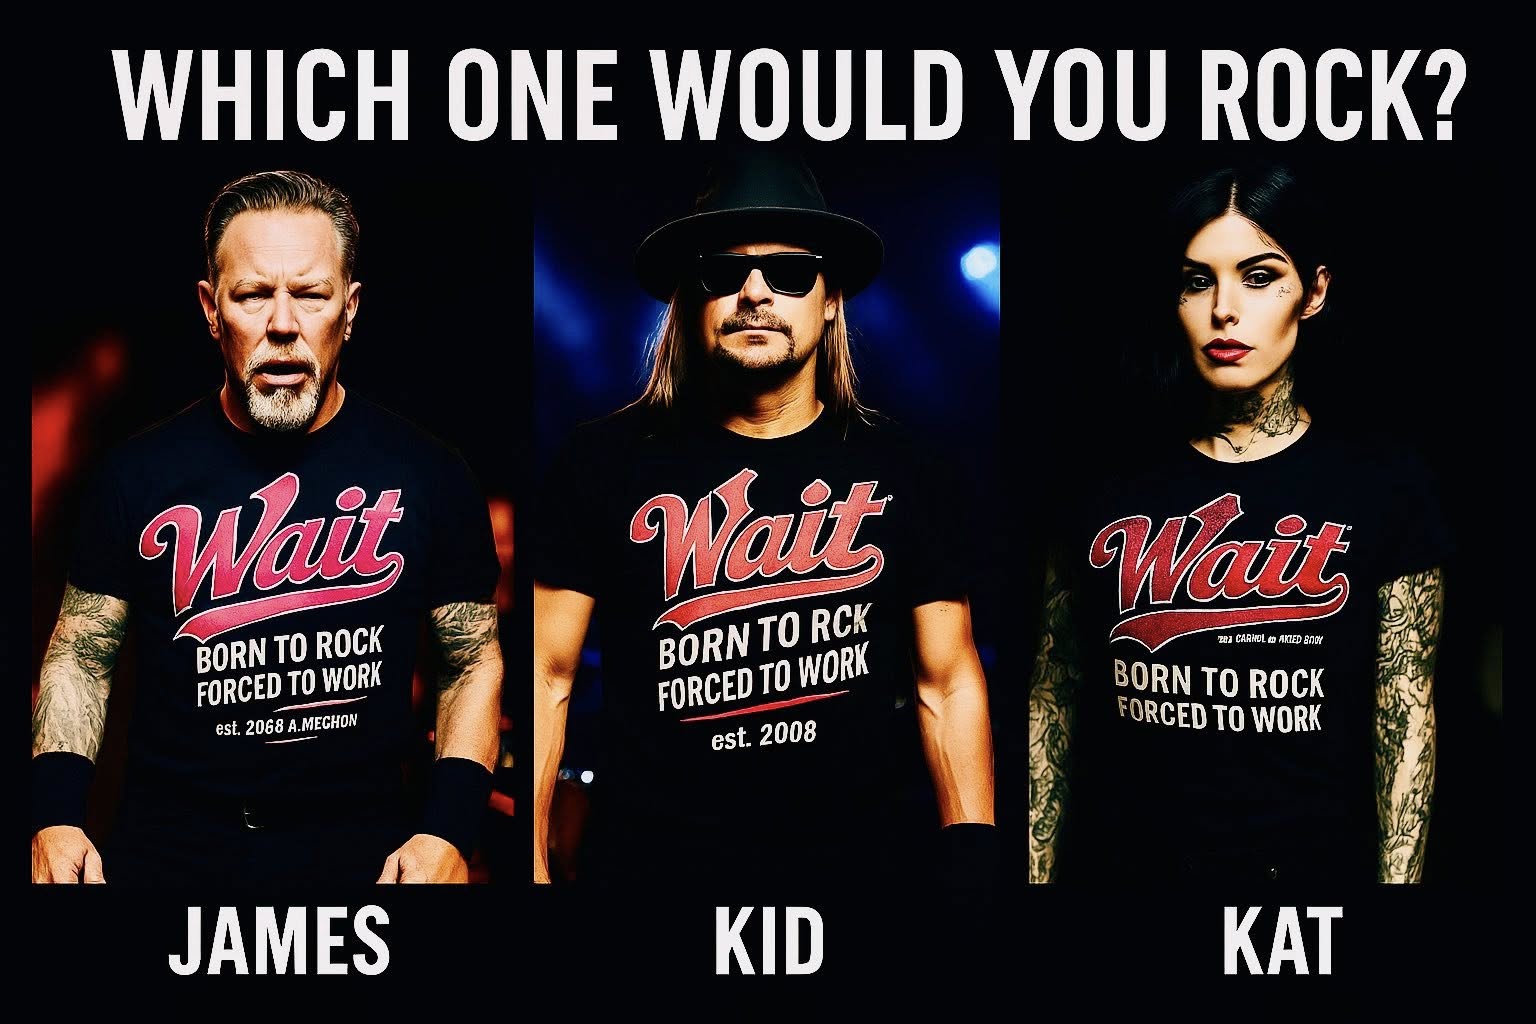 WHICH ONE WOULD YOU ROCK?
Wait
BORN TO ROCK
FORCED TO WORK
est. 2068 A.MECHON
Wait
BORN TO RCK
FORCED TO WORK
est. 2008
Wait
BORN TO ROCK
FORCED TO WORK
JAMES
KID
KAT